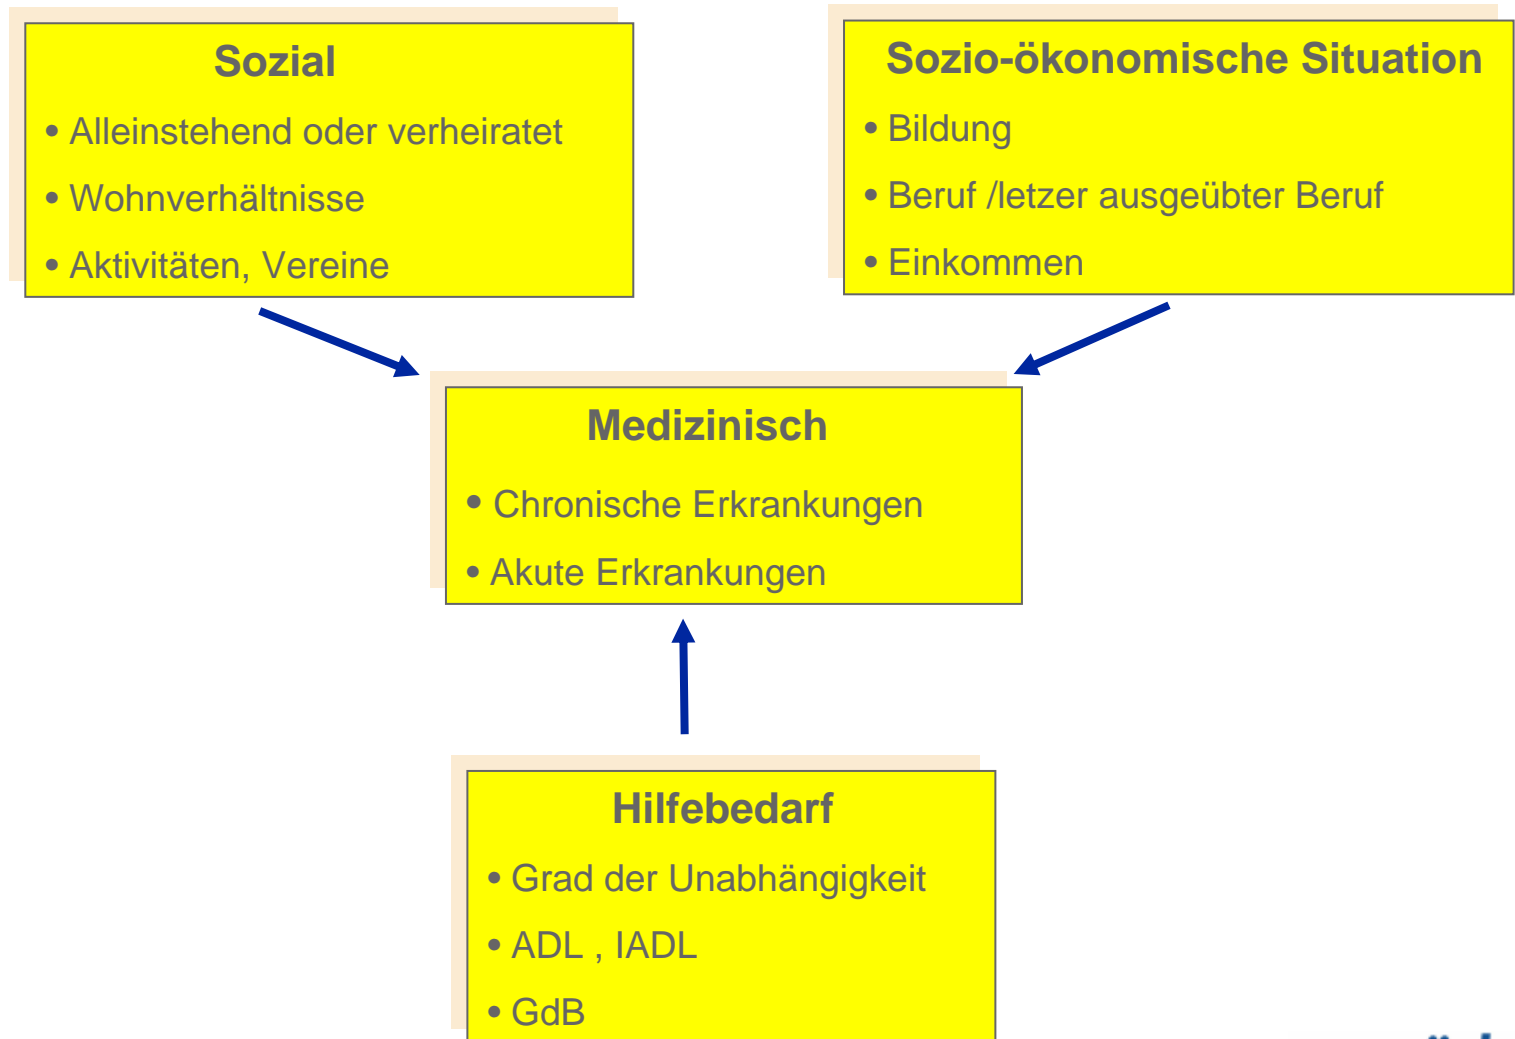 Sozial
• Alleinstehend oder verheiratet
• Wohnverhältnisse
• Aktivitäten, Vereine
Sozio-ökonomische Situation
• Bildung
• Beruf /letzer ausgeübter Beruf
• Einkommen
Medizinisch
• Chronische Erkrankungen
• Akute Erkrankungen
Hilfebedarf
• Grad der Unabhängigkeit
• ADL , IADL
• GdB